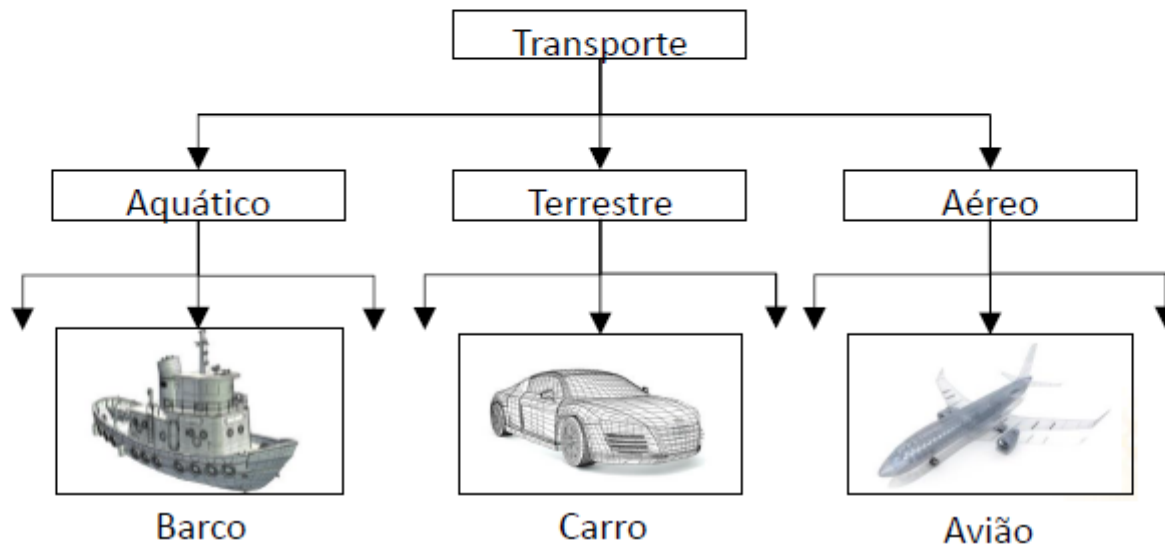 Transporte
Aquático
Terrestre
Aéreo
Barco
Carro
Avião